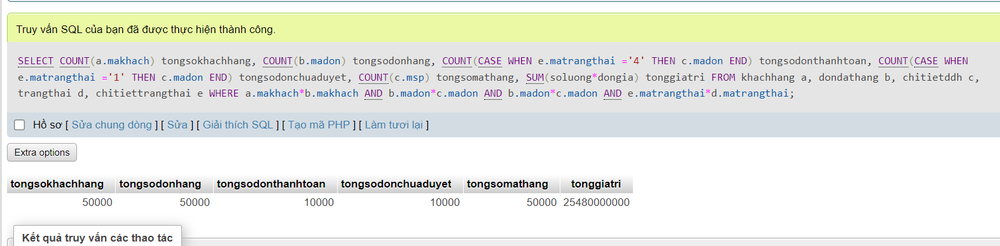 Truy vấn SQL của bạn đã được thực hiện thành công.
SELECT COUNT(a.makhach) tongsokhachhang, COUNT(b.madon) tongsodonhang, COUNT(CASE WHEN e.matrangthai ='4' THEN c.madon END) tongsodonthanhtoan, COUNT(CASE WHEN
e.matrangthai ='1' THEN c.madon END) tongsodonchuaduyet, COUNT(c.msp) tongsomathang, SUM(soluong*dongia) tonggiatri FROM khachhang a, dondathang b, chitietddh c,
trangthai d, chitiettrangthai e WHERE a.makhach*b.makhach AND b.madon*c.madon AND b.madon*c.madon AND e.matrangthai*d.matrangthai;
Hồ sơ [ Sửa chung dòng ] [ Sửa ] [ Giải thích SQL ] [ Tạo mã PHP ] [ Làm tươi lại ]
Extra options
tongsokhachhang tongsodonhang tongsodonthanhtoan tongsodonchuaduyet tongsomathang tonggiatri
50000 50000 10000 10000 50000 25480000000
Kết quả truy vấn các thao tác